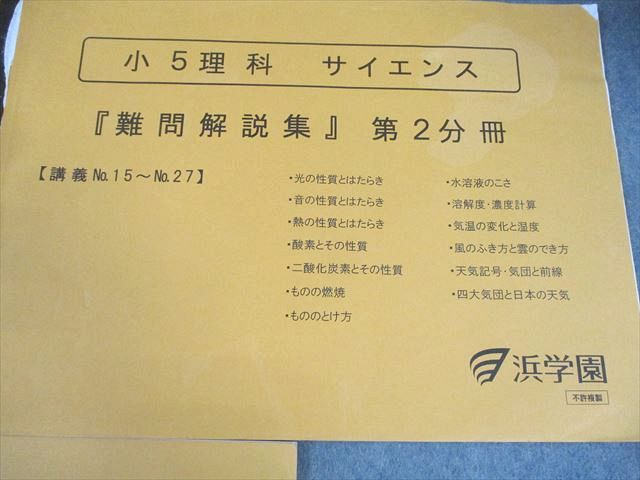 小5理科 サイエンス
『難問解説集』 第2分冊
【講義No.15～No.27】
・光の性質とはたらき
・音の性質とはたらき
・熱の性質とはたらき
・酸素とその性質
・二酸化炭素とその性質
・ものの燃焼
・もののとけ方
・水溶液のこさ
・溶解度・濃度計算
・気温の変化と湿度
・風のふき方と雲のでき方
・天気記号・気団と前線
・四大気団と日本の天気
浜学園
不許複製